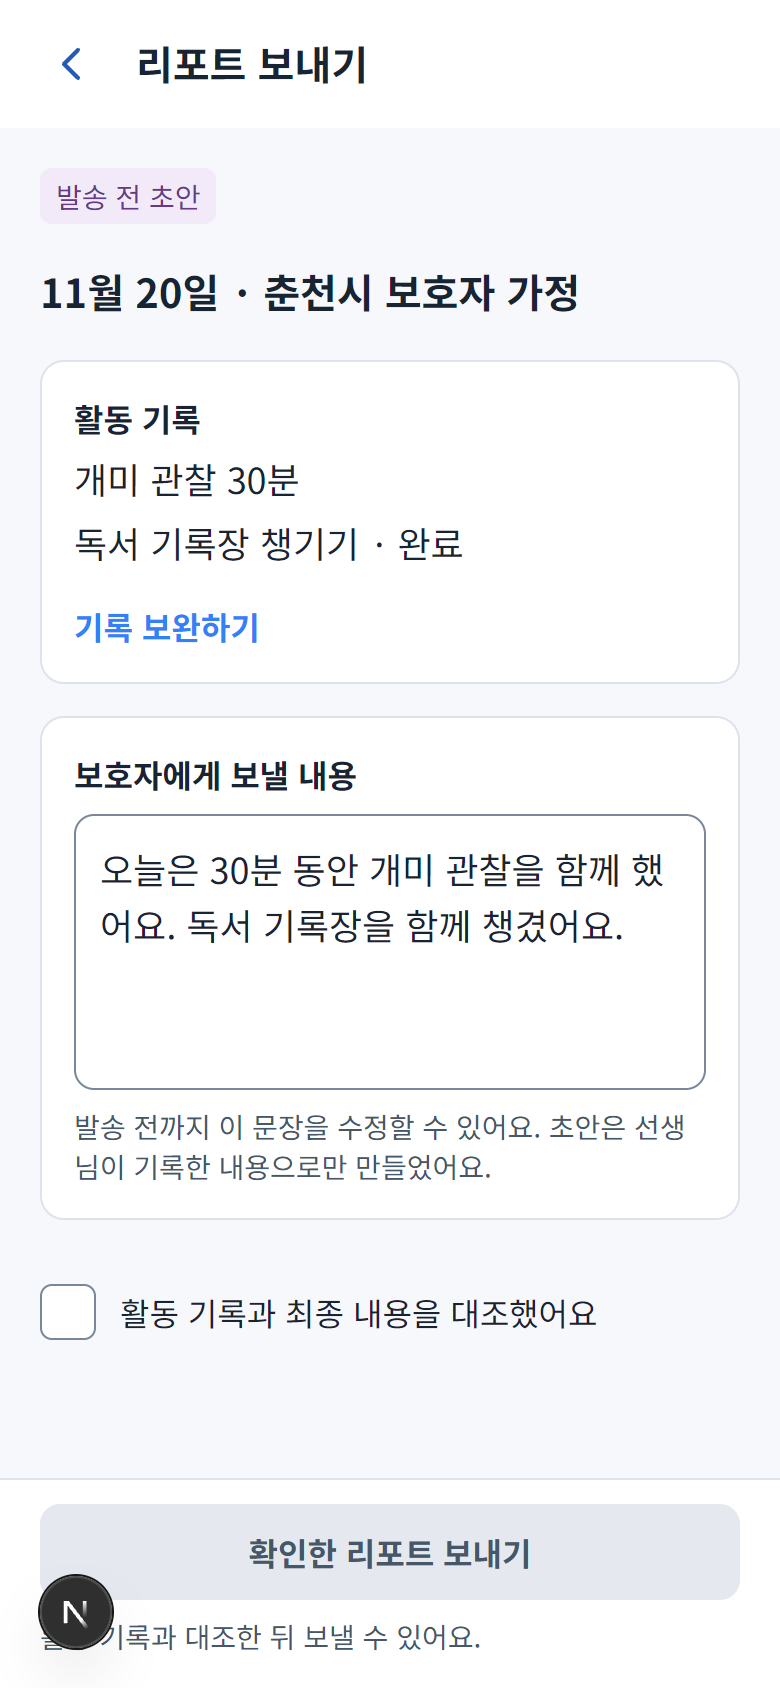 리포트 보내기
발송 전 초안
11월 20일 · 춘천시 보호자 가정
활동 기록
개미 관찰 30분
독서 기록장 챙기기 · 완료
기록 보완하기
보호자에게 보낼 내용
오늘은 30분 동안 개미 관찰을 함께 했
어요. 독서 기록장을 함께 챙겼어요.
발송 전까지 이 문장을 수정할 수 있어요. 초안은 선생
님이 기록한 내용으로만 만들었어요.
활동 기록과 최종 내용을 대조했어요
확인한 리포트 보내기
N
기록과 대조한 뒤 보낼 수 있어요.